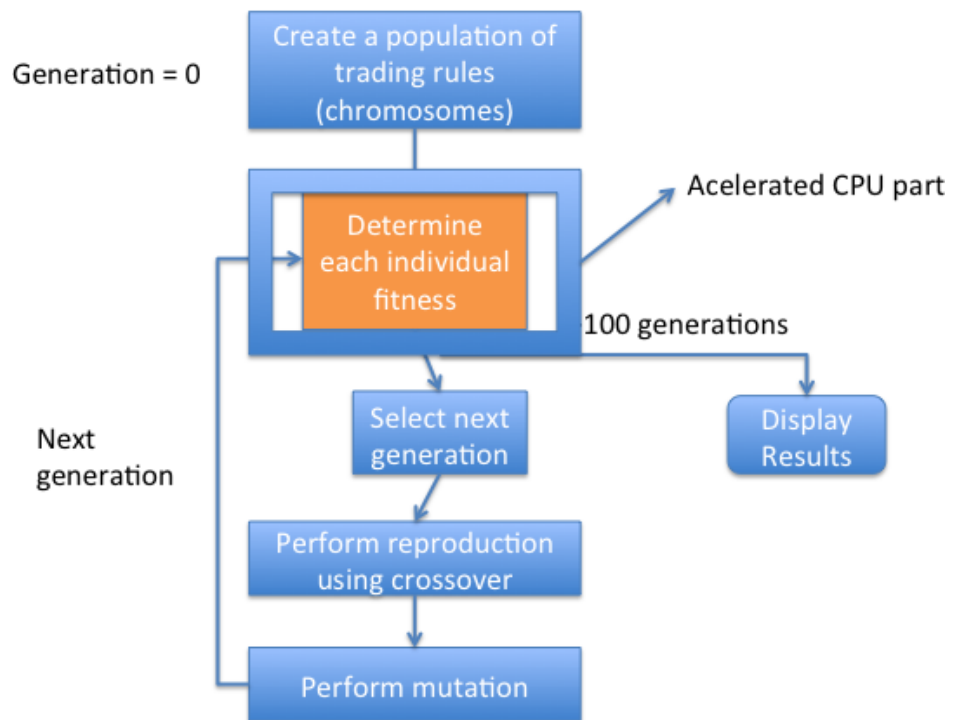 Create a population of
trading rules
(chromosomes)
Generation = 0
Acelerated CPU part
Determine
each individual
fitness
100 generations
Select next
generation
Display
Results
Next
generation
Perform reproduction
using crossover
Perform mutation